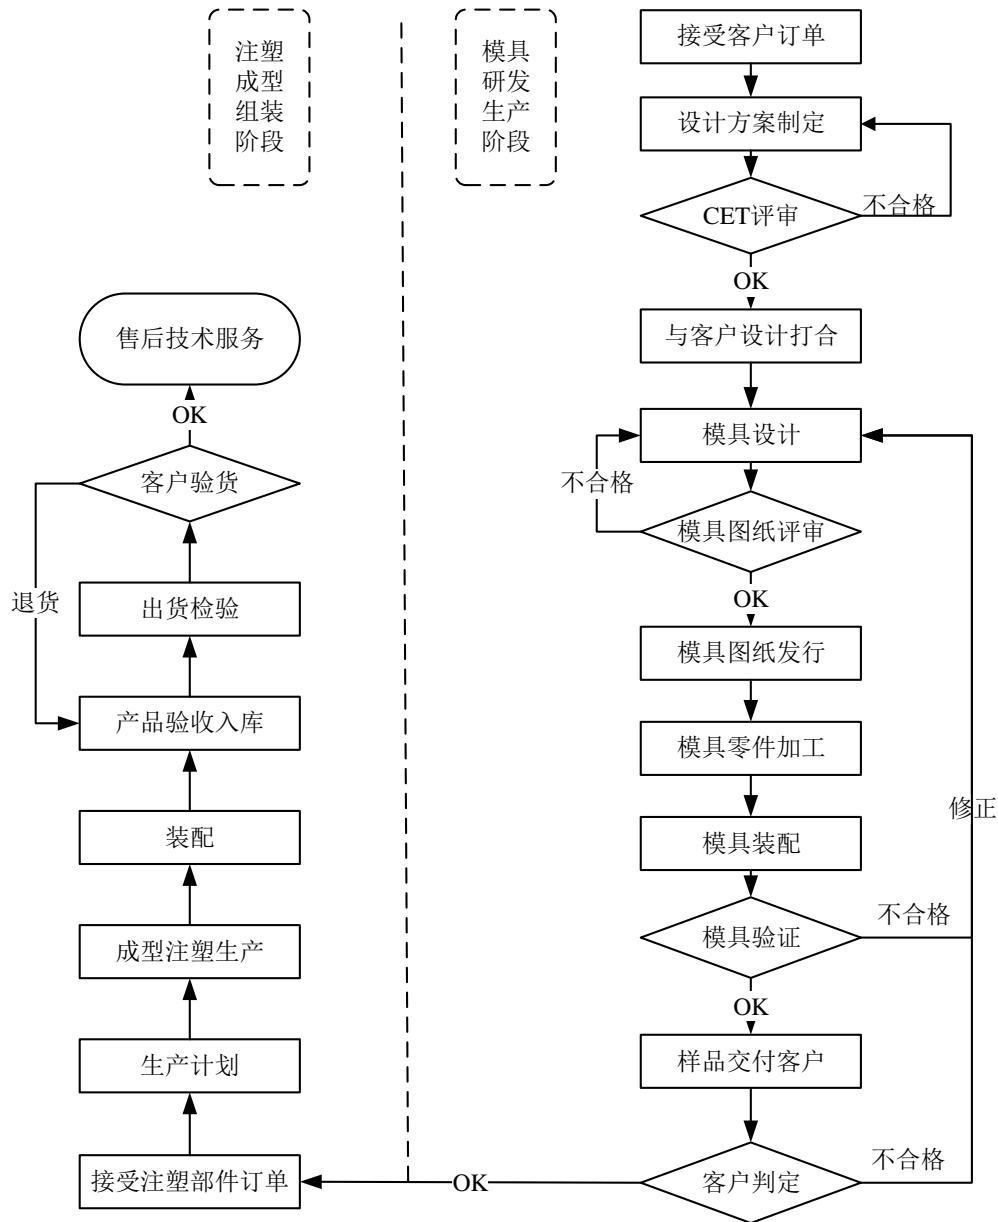 注塑
成型
组装
阶段
模具
研发
生产
阶段
接受客户订单
设计方案制定
CET评审
不合格
OK
与客户设计打合
模具设计
不合格
模具图纸评审
OK
模具图纸发行
模具零件加工
模具装配
修正
模具验证
不合格
OK
样品交付客户
客户判定
不合格
OK
接受注塑部件订单
生产计划
成型注塑生产
装配
产品验收入库
出货检验
退货
客户验货
OK
售后技术服务